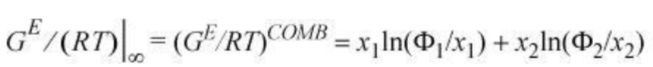 G^E/(RT)|_∞ = (G^E/RT)^COMB = x_1ln(Φ_1/x_1) + x_2ln(Φ_2/x_2)